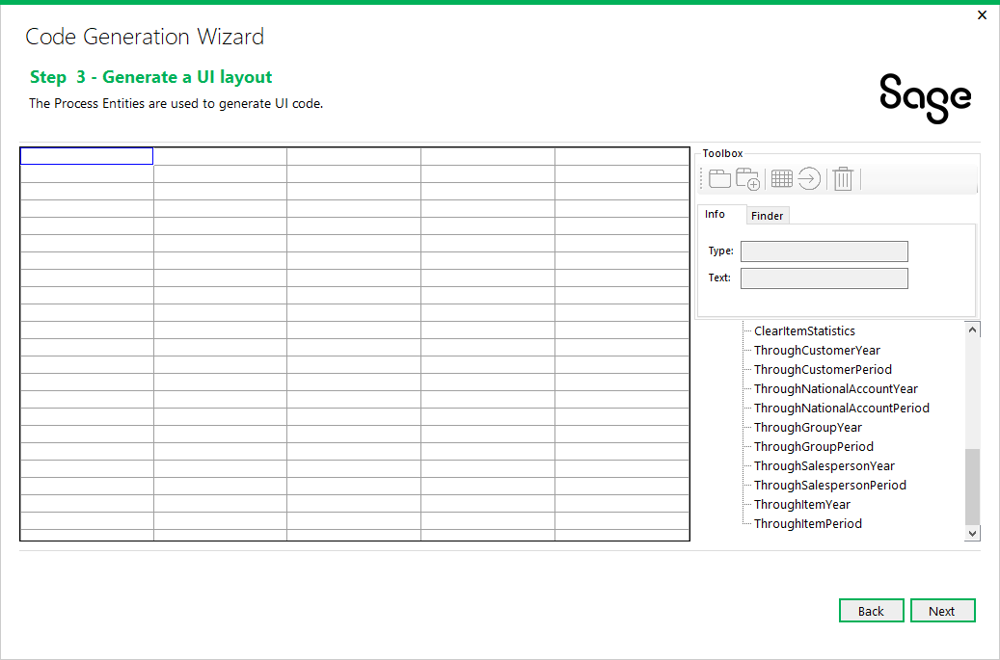 Code Generation Wizard
Step  3 - Generate a UI layout
The Process Entities are used to generate UI code.
Sage
Toolbox
Info
Finder
Type:
Text:
ClearItemStatistics
ThroughCustomerYear
ThroughCustomerPeriod
ThroughNationalAccountYear
ThroughNationalAccountPeriod
ThroughGroupYear
ThroughGroupPeriod
ThroughSalespersonYear
ThroughSalespersonPeriod
ThroughItemYear
ThroughItemPeriod
Back
Next